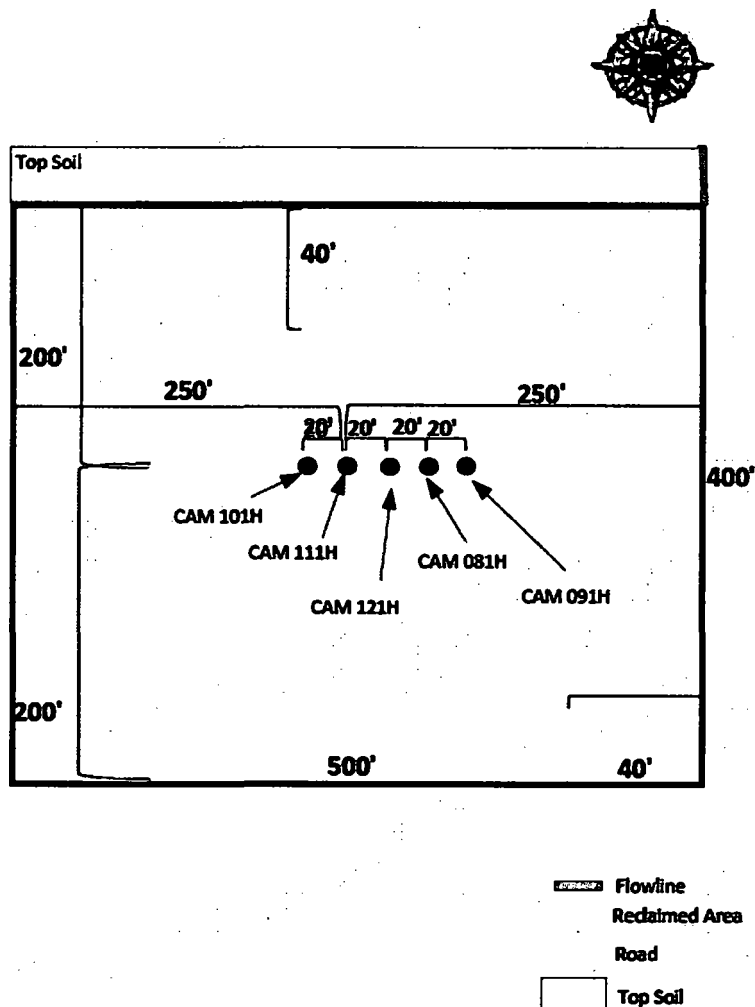 Top Soil
40'
200'
250'
250'
20'
20'
20'
20'
400'
CAM 101H
CAM 111H
CAM 081H
CAM 091H
CAM 121H
200'
500'
40'
Flowline
Reclaimed Area
Road
Top Soil